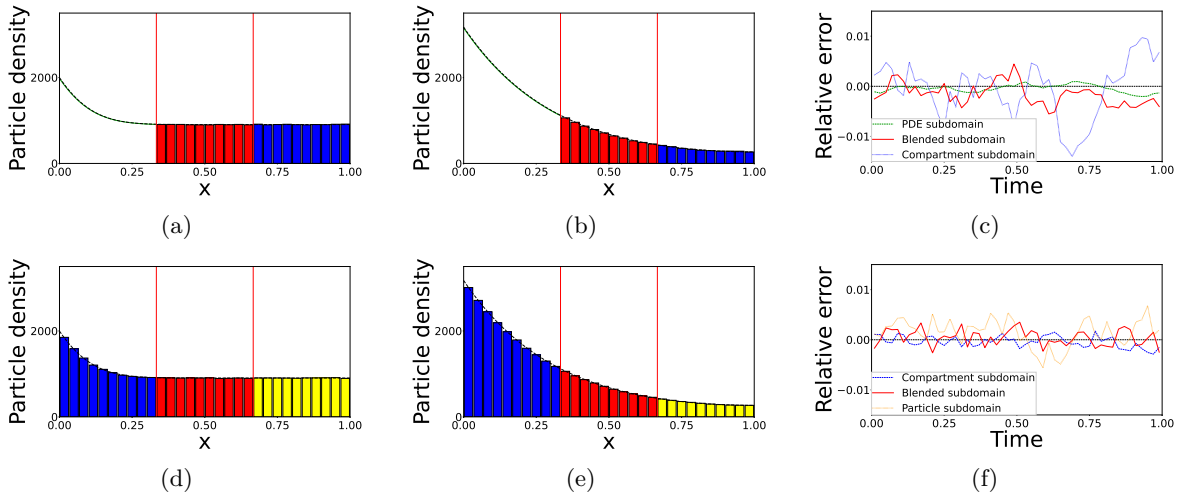 Particle density
2000
0
0.00 0.25 0.50 0.75 1.00
x
(a)
Particle density
2000
0
0.00 0.25 0.50 0.75 1.00
x
(b)
Relative error
0.01
0.00
−0.01
PDE subdomain
Blended subdomain
Compartment subdomain
0.00 0.25 0.50 0.75 1.00
Time
(c)
Particle density
2000
0
0.00 0.25 0.50 0.75 1.00
x
(d)
Particle density
2000
0
0.00 0.25 0.50 0.75 1.00
x
(e)
Relative error
0.01
0.00
−0.01
Compartment subdomain
Blended subdomain
Particle subdomain
0.00 0.25 0.50 0.75 1.00
Time
(f)